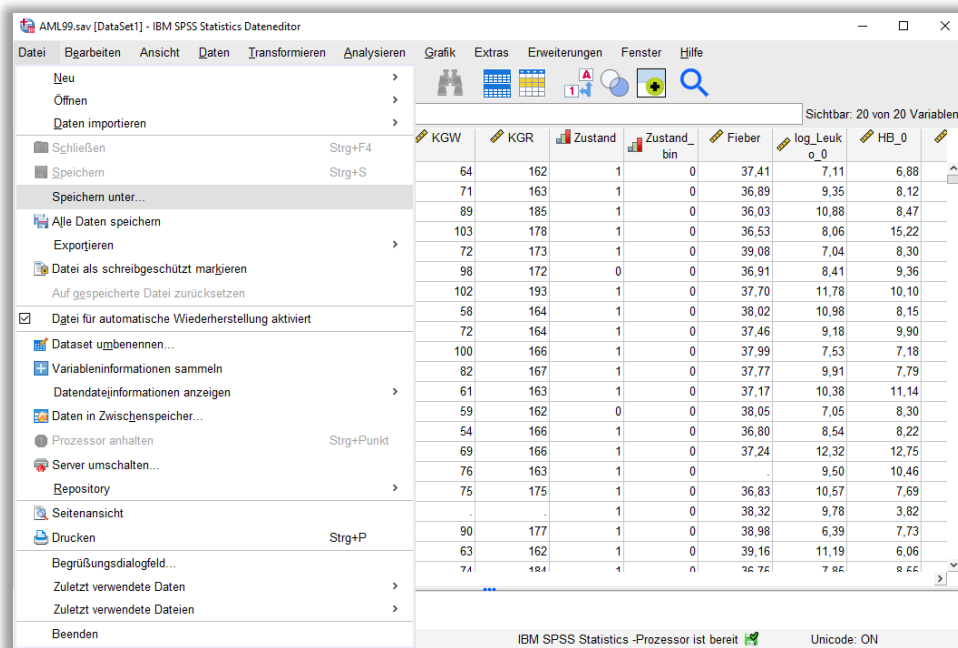 AML99.sav [DataSet1] - IBM SPSS Statistics Dateneditor
Datei Bearbeiten Ansicht Daten Transformieren Analysieren Grafik Extras Erweiterungen Fenster Hilfe
Neu
Öffnen
Daten importieren
Schließen Strg+F4
Speichern Strg+S
Speichern unter...
Alle Daten speichern
Exportieren
Datei als schreibgeschützt markieren
Auf gespeicherte Datei zurücksetzen
Datei für automatische Wiederherstellung aktiviert
Dataset umbenennen...
Variableninformationen sammeln
Datendateiinformationen anzeigen
Daten in Zwischenspeicher...
Prozessor anhalten Strg+Punkt
Server umschalten...
Repository
Seitenansicht
Drucken Strg+P
Begrüßungsdialogfeld...
Zuletzt verwendete Daten
Zuletzt verwendete Dateien
Beenden
Sichtbar: 20 von 20 Variablen
KGW KGR Zustand Zustand_ Fieber log_Leuk HB_0
bin o_0
64 162 1 0 37,41 7,11 6,88
71 163 1 0 36,89 9,35 8,12
89 185 1 0 36,03 10,88 8,47
103 178 1 0 36,53 8,06 15,22
72 173 1 0 39,08 7,04 8,30
98 172 0 0 36,91 8,41 9,36
102 193 1 0 37,70 11,78 10,10
58 164 1 0 38,02 10,98 8,15
72 164 1 0 37,46 9,18 9,90
100 166 1 0 37,99 7,53 7,18
82 167 1 0 37,77 9,91 7,79
61 163 1 0 37,17 10,38 11,14
59 162 0 0 38,05 7,05 8,30
54 166 1 0 36,80 8,54 8,22
69 166 1 0 37,24 12,32 12,75
76 163 1 0 . 9,50 10,46
75 175 1 0 36,83 10,57 7,69
. . 1 0 38,32 9,78 3,82
90 177 1 0 38,98 6,39 7,73
63 162 1 0 39,16 11,19 6,06
74 184 1 0 36,75 7,85
IBM SPSS Statistics -Prozessor ist bereit Unicode: ON